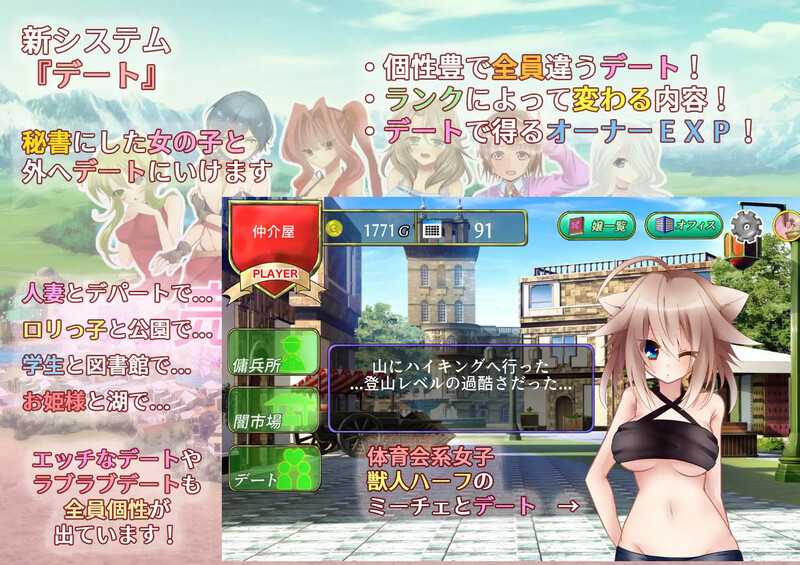 新システム
『デート』
秘書にした女の子と
外へデートにいけます
・個性豊で全員違うデート！
・ランクによって変わる内容！
・デートで得るオーナーＥＸＰ！
人妻とデパートで...
ロリっ子と公園で...
学生と図書館で...
お姫様と湖で...
エッチなデートや
ラブラブデートも
全員個性が
出ています！
仲介屋
PLAYER
1771 G
91
嬢一覧
オフィス
傭兵所
闇市場
デート
山にハイキングへ行った
...登山レベルの過酷さだった...
体育会系女子
獣人ハーフの
ミーチェとデート　→